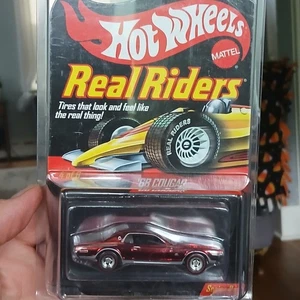 Hot Wheels
MATTEL
Real Riders
Tires that look and feel like
the real thing!
REAL RIDERS
'68 COUGAR